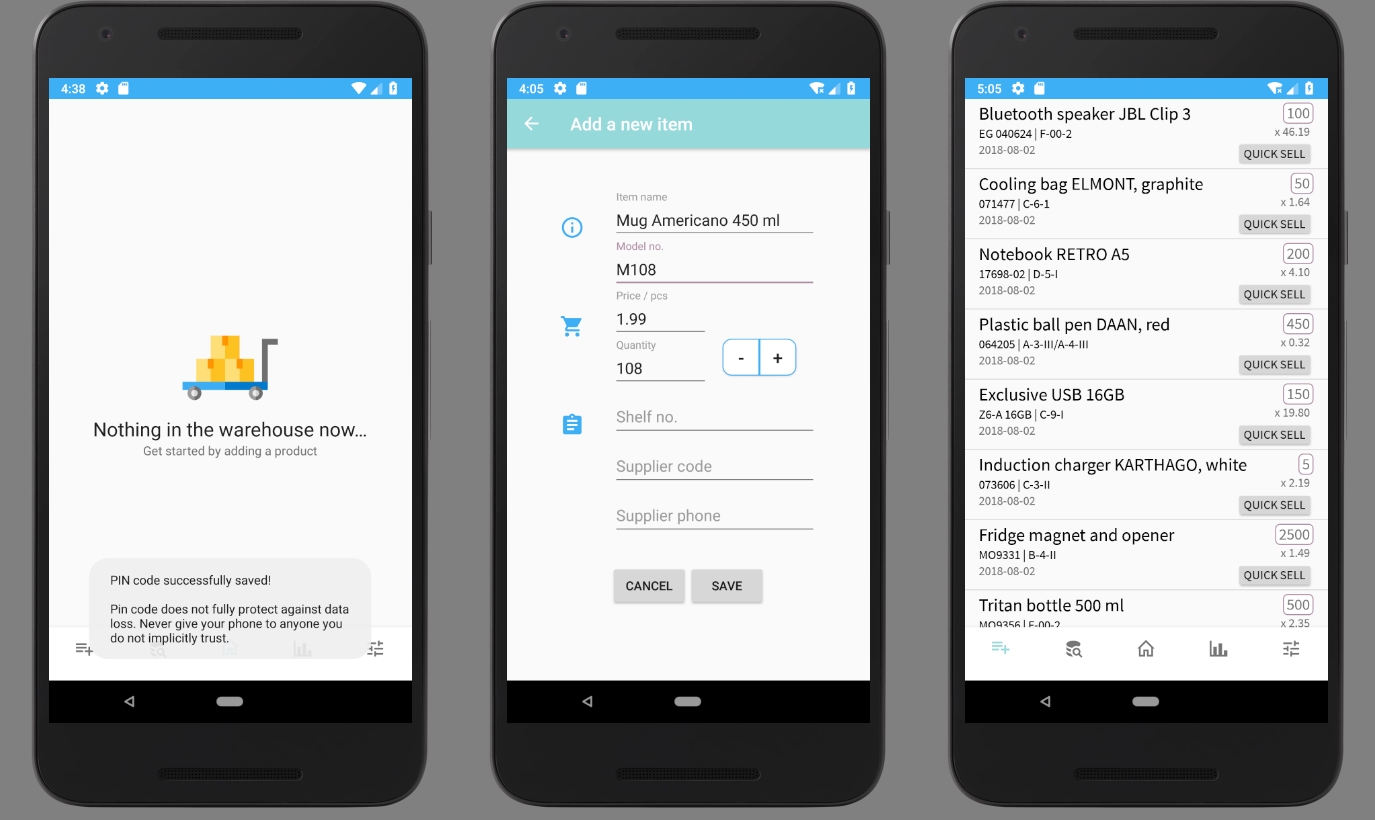 4:38
Nothing in the warehouse now...
Get started by adding a product
PIN code successfully saved!
Pin code does not fully protect against data
loss. Never give your phone to anyone you
do not implicitly trust.
4:05
Add a new item
Item name
Mug Americano 450 ml
Model no.
M108
Price / pcs
1.99
Quantity
108
- +
Shelf no.
Supplier code
Supplier phone
CANCEL SAVE
5:05
Bluetooth speaker JBL Clip 3 100
EG 040624 | F-00-2 x 46.19
2018-08-02 QUICK SELL
Cooling bag ELMONT, graphite 50
071477 | C-6-1 x 1.64
2018-08-02 QUICK SELL
Notebook RETRO A5 200
17698-02 | D-5-I x 4.10
2018-08-02 QUICK SELL
Plastic ball pen DAAN, red 450
064205 | A-3-III/A-4-III x 0.32
2018-08-02 QUICK SELL
Exclusive USB 16GB 150
Z6-A 16GB | C-9-I x 19.80
2018-08-02 QUICK SELL
Induction charger KARTHAGO, white 5
073606 | C-3-II x 2.19
2018-08-02 QUICK SELL
Fridge magnet and opener 2500
MO9331 | B-4-II x 1.49
2018-08-02 QUICK SELL
Tritan bottle 500 ml 500
MO9356 | F-00-2 x 2.35